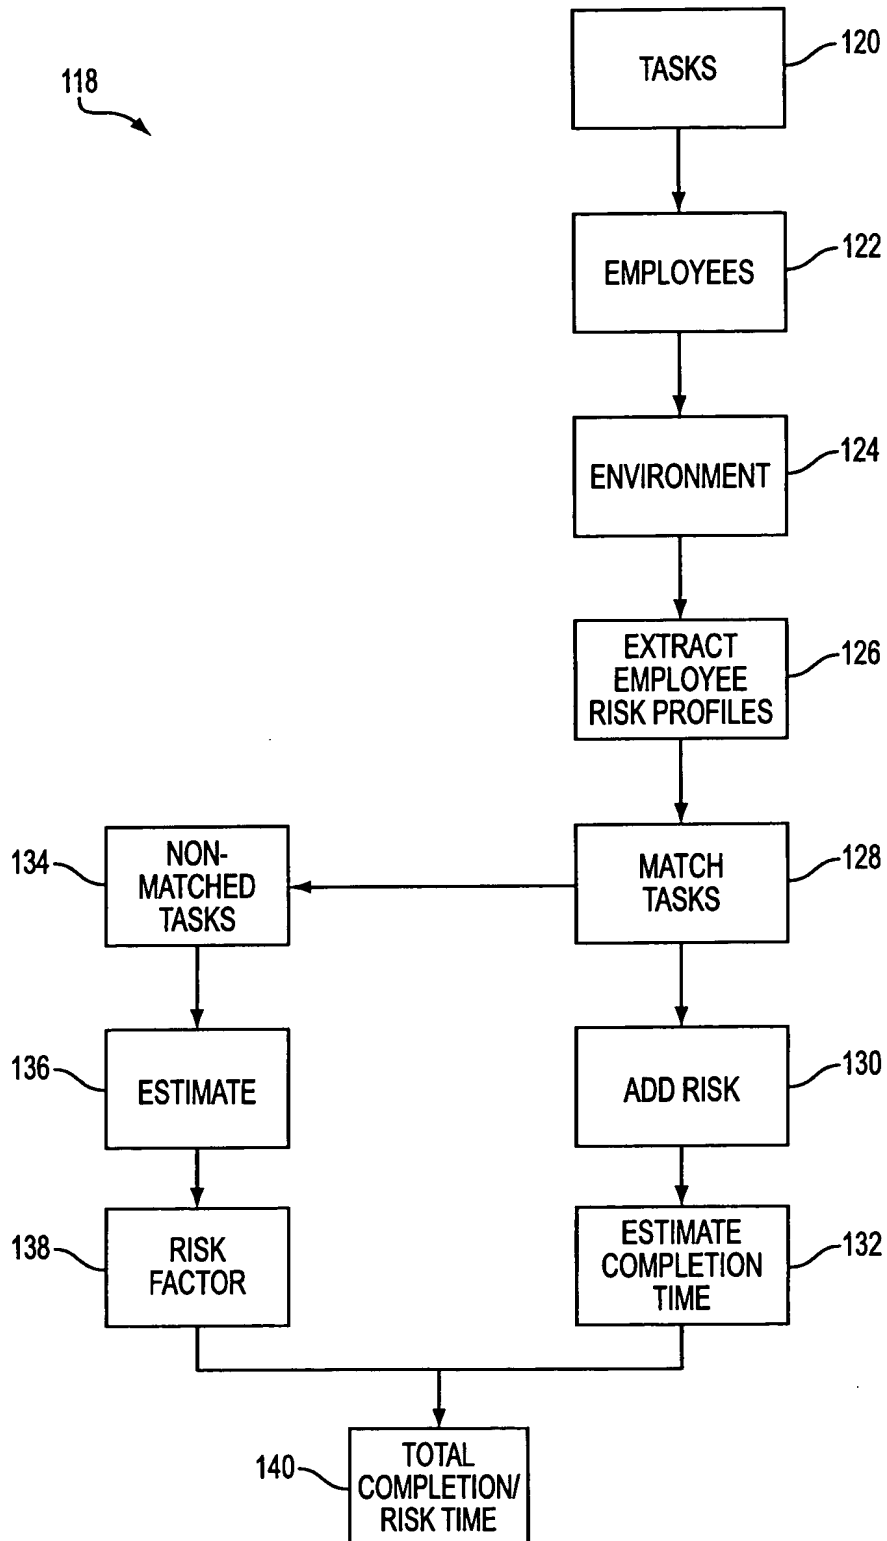 118
TASKS
120
EMPLOYEES
122
ENVIRONMENT
124
EXTRACT
EMPLOYEE
RISK PROFILES
126
134
NON-
MATCHED
TASKS
MATCH
TASKS
128
136
ESTIMATE
ADD RISK
130
138
RISK
FACTOR
ESTIMATE
COMPLETION
TIME
132
140
TOTAL
COMPLETION/
RISK TIME